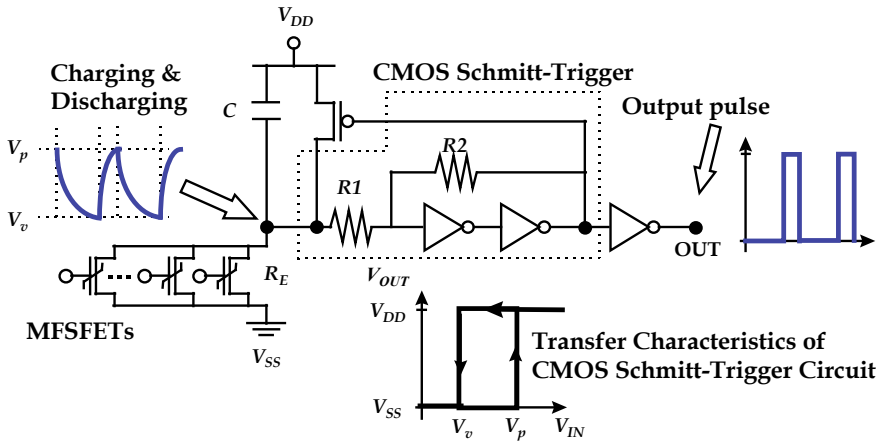 V_DD
Charging &
Discharging
CMOS Schmitt-Trigger
Output pulse
C
V_p
R2
R1
V_v
OUT
R_E
V_OUT
MFSFETs
V_SS
V_DD
Transfer Characteristics of
CMOS Schmitt-Trigger Circuit
V_SS
V_v
V_p
V_IN